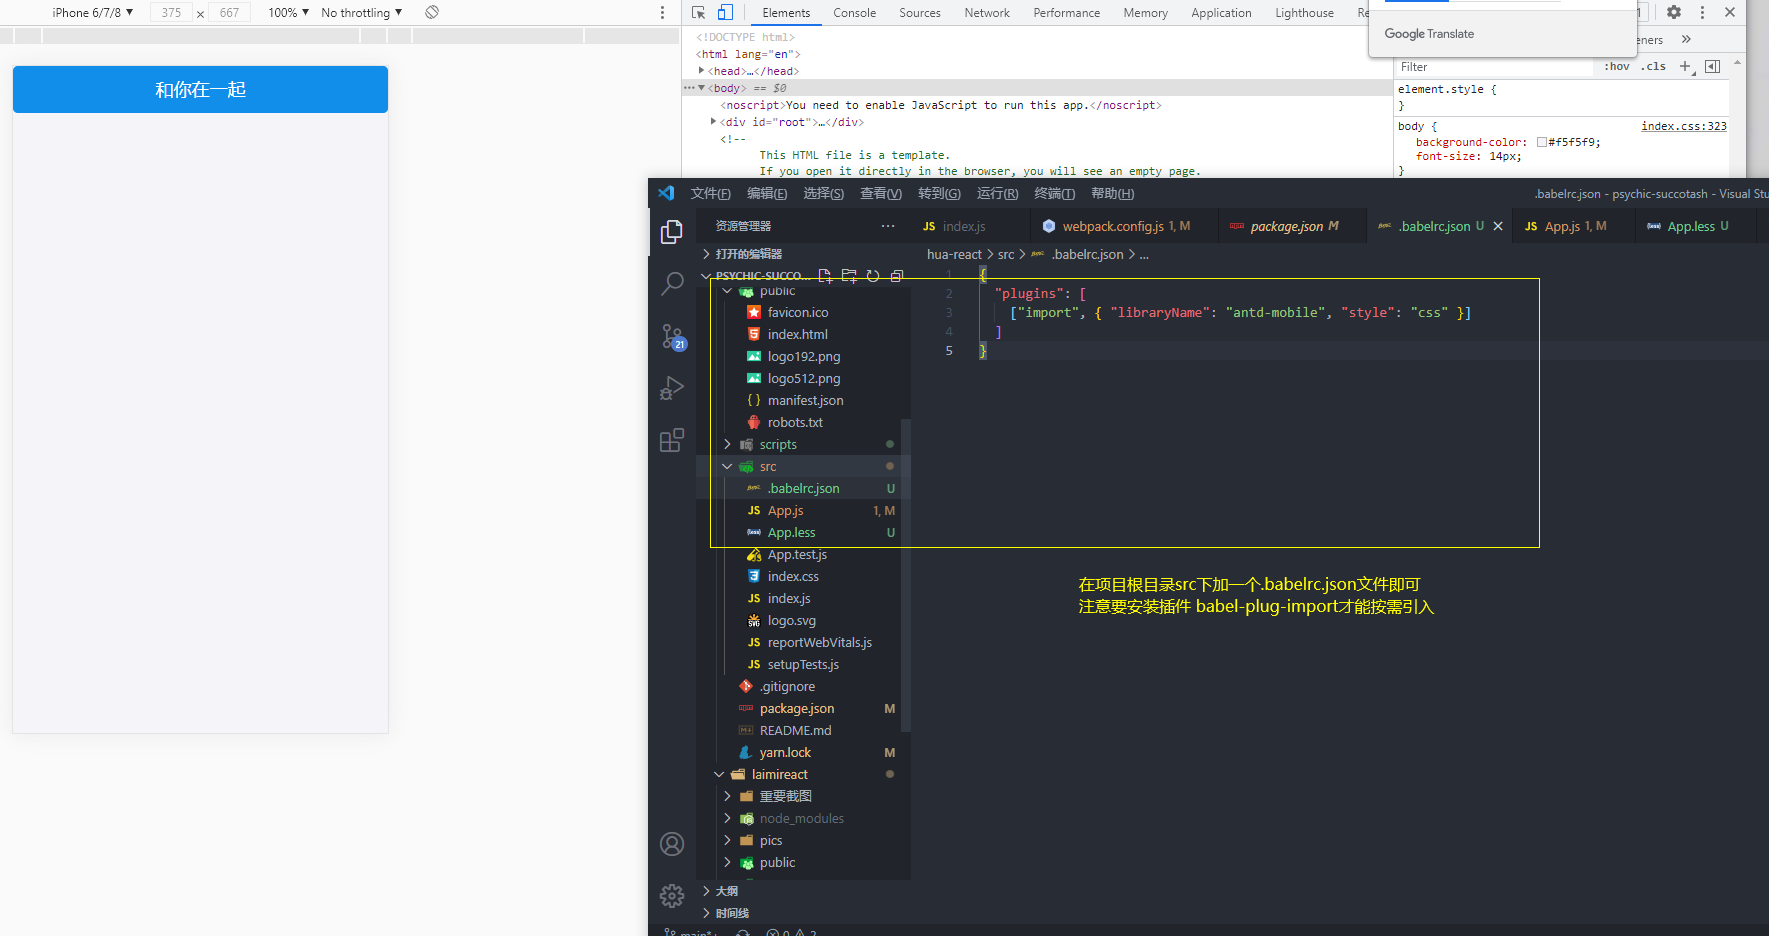 iPhone 6/7/8 ▼ 375 x 667 100% ▼ No throttling ▼
和你在一起
Elements Console Sources Network Performance Memory Application Lighthouse Re
1
Google Translate
eners »
<!DOCTYPE html>
<html lang="en">
▶<head>…</head>
⋯▼<body> == $0
<noscript>You need to enable JavaScript to run this app.</noscript>
▶<div id="root">…</div>
<!--
This HTML file is a template.
If you open it directly in the browser, you will see an empty page.
Filter :hov .cls +
element.style {
}
body { index.css:323
background-color: #f5f5f9;
font-size: 14px;
}
文件(F) 编辑(E) 选择(S) 查看(V) 转到(G) 运行(R) 终端(T) 帮助(H) .babelrc.json - psychic-succotash - Visual Stu
资源管理器 ···
JS index.js webpack.config.js 1, M package.json M .babelrc.json U × JS App.js 1, M App.less U
打开的编辑器
hua-react > src > .babelrc.json > ...
PSYCHIC-SUCCO...
public
favicon.ico
index.html
logo192.png
logo512.png
manifest.json
robots.txt
scripts
src
.babelrc.json U
JS App.js 1, M
App.less U
App.test.js
index.css
JS index.js
logo.svg
JS reportWebVitals.js
JS setupTests.js
.gitignore
package.json M
README.md
yarn.lock M
laimireact
重要截图
node_modules
pics
public
大纲
时间线
21
1 {
2 "plugins": [
3 ["import", { "libraryName": "antd-mobile", "style": "css" }]
4 ]
5 }
在项目根目录src下加一个.babelrc.json文件即可
注意要安装插件 babel-plug-import才能按需引入
main*+ 0 2